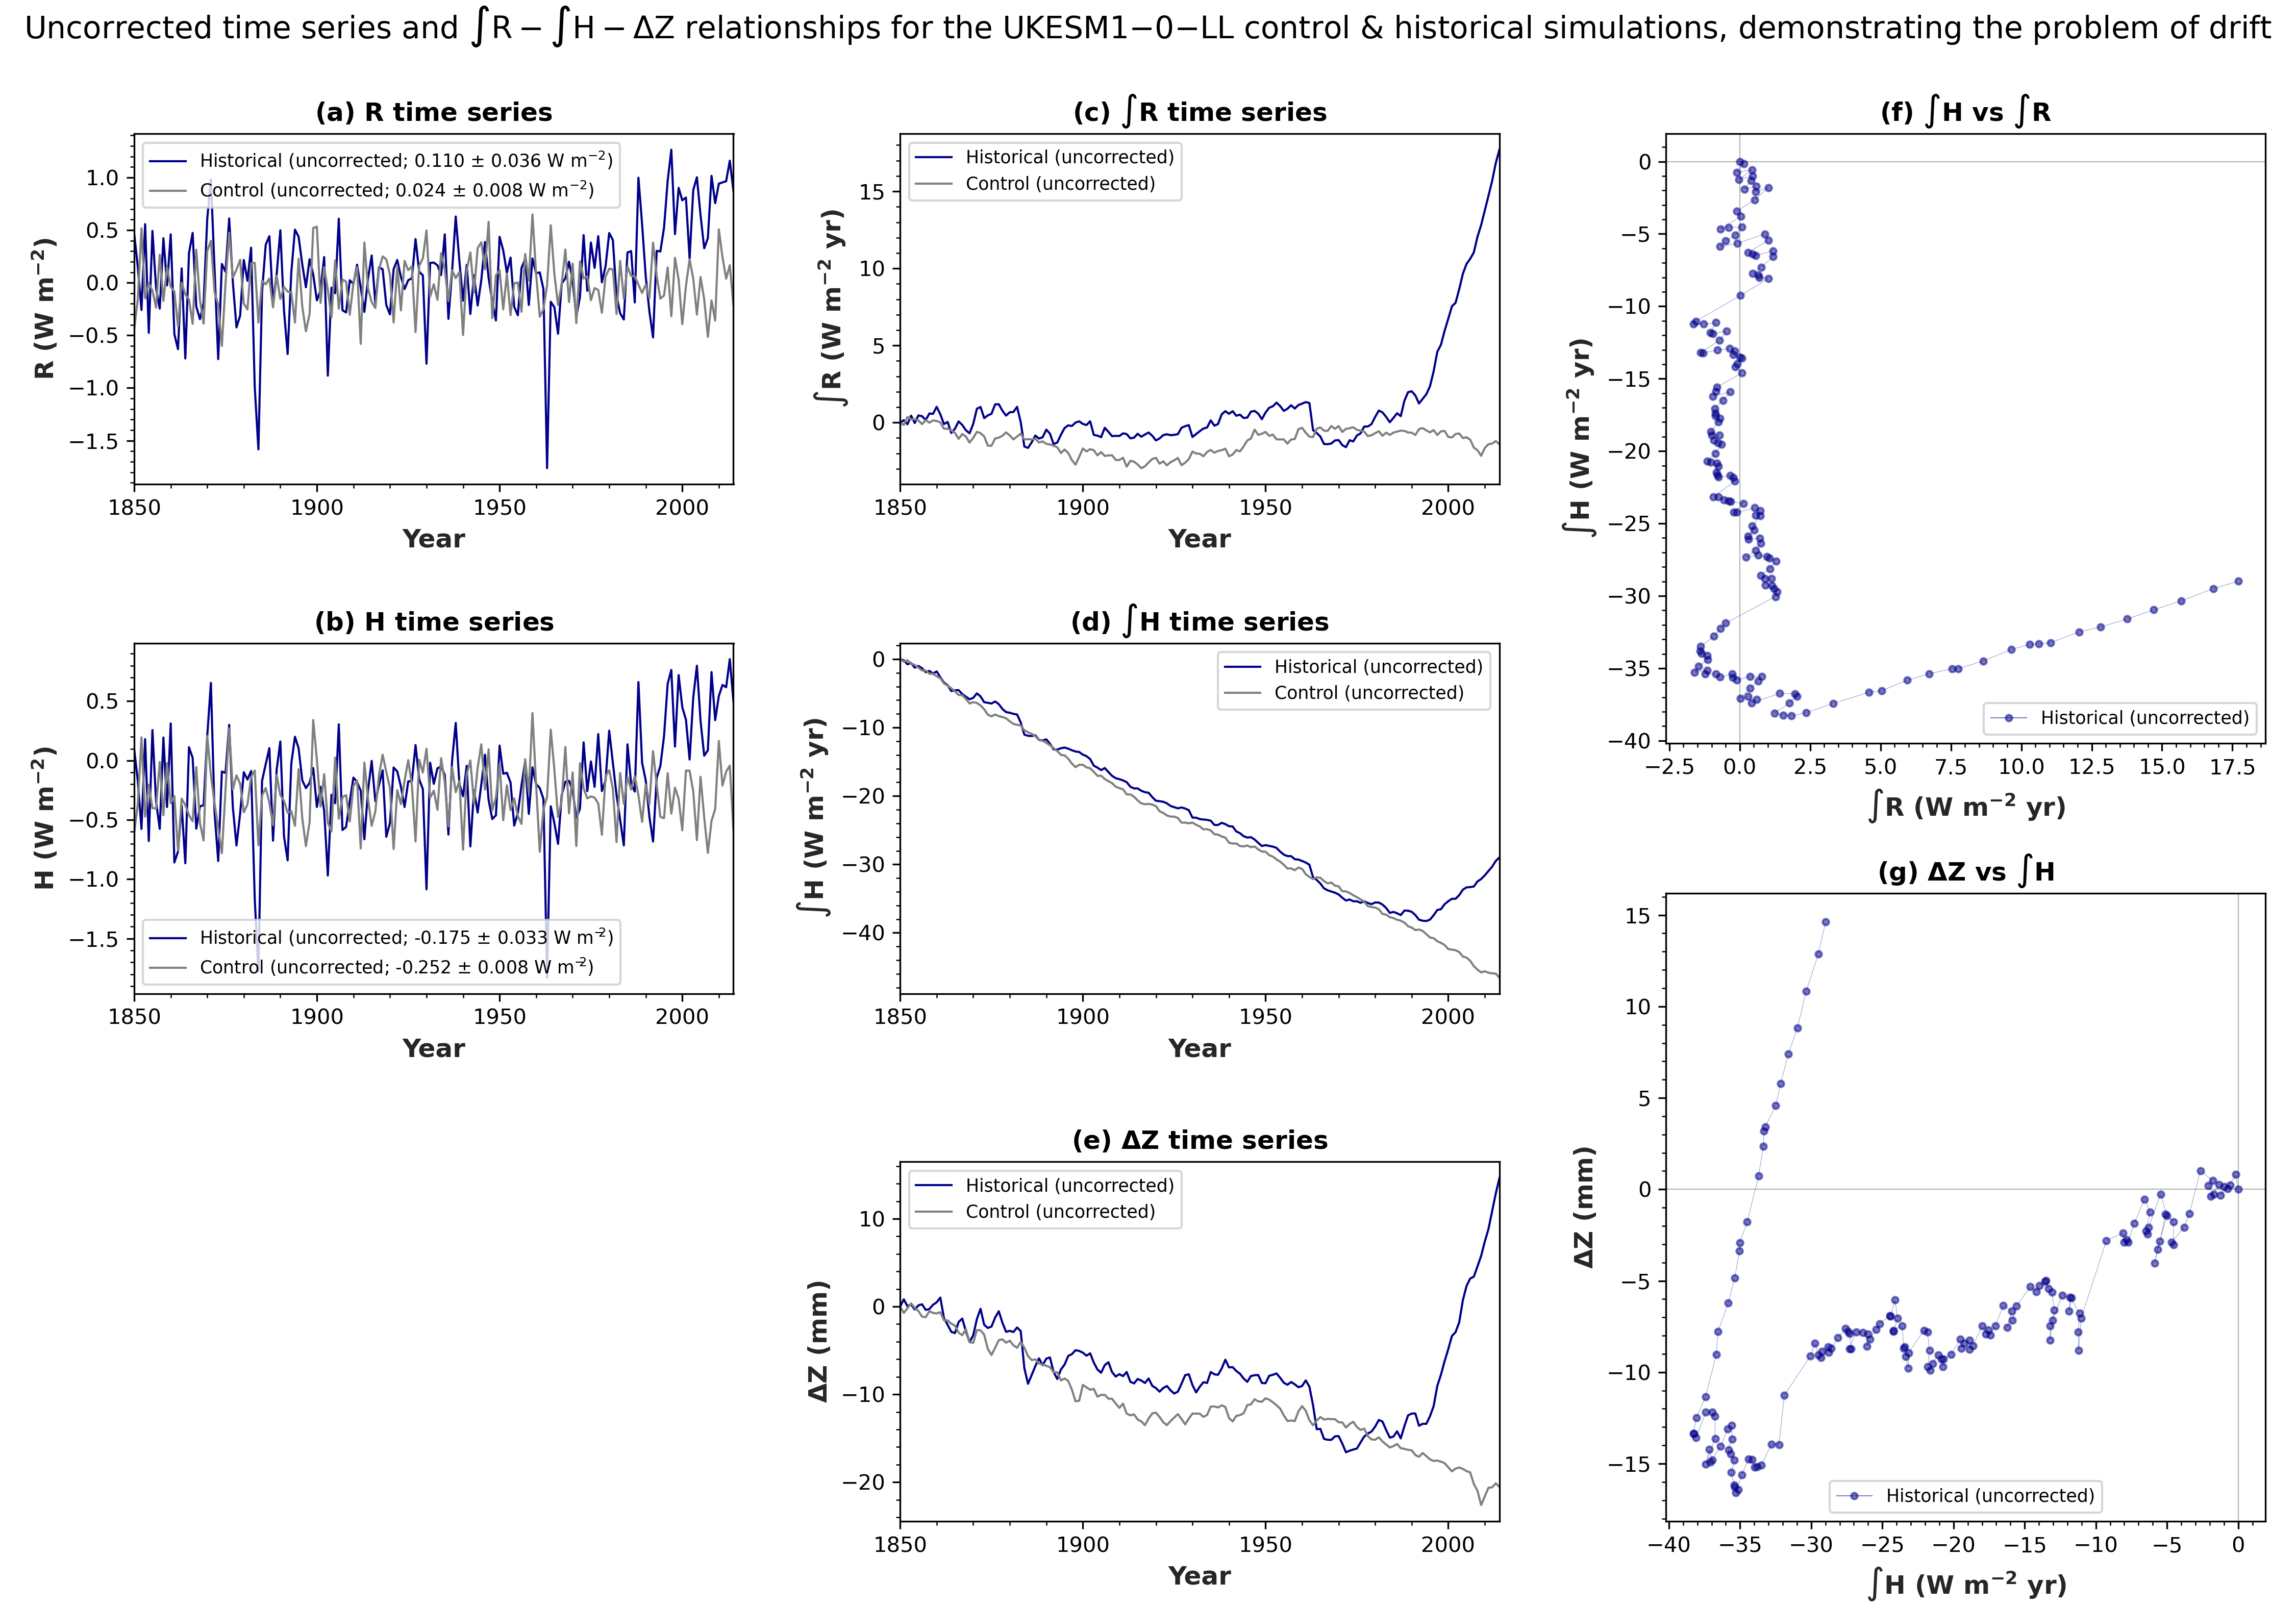 Uncorrected time series and ∫R − ∫H − ΔZ relationships for the UKESM1−0−LL control & historical simulations, demonstrating the problem of drift
(a) R time series
Historical (uncorrected; 0.110 ± 0.036 W m⁻²)
Control (uncorrected; 0.024 ± 0.008 W m⁻²)
R (W m⁻²)
1.0
0.5
0.0
−0.5
−1.0
−1.5
1850 1900 1950 2000
Year
(b) H time series
H (W m⁻²)
0.5
0.0
−0.5
−1.0
−1.5
Historical (uncorrected; -0.175 ± 0.033 W m⁻²)
Control (uncorrected; -0.252 ± 0.008 W m⁻²)
1850 1900 1950 2000
Year
(c) ∫R time series
Historical (uncorrected)
Control (uncorrected)
∫R (W m⁻² yr)
15
10
5
0
1850 1900 1950 2000
Year
(d) ∫H time series
Historical (uncorrected)
Control (uncorrected)
∫H (W m⁻² yr)
0
−10
−20
−30
−40
1850 1900 1950 2000
Year
(e) ΔZ time series
Historical (uncorrected)
Control (uncorrected)
ΔZ (mm)
10
0
−10
−20
1850 1900 1950 2000
Year
(f) ∫H vs ∫R
∫H (W m⁻² yr)
0
−5
−10
−15
−20
−25
−30
−35
−40
Historical (uncorrected)
−2.5 0.0 2.5 5.0 7.5 10.0 12.5 15.0 17.5
∫R (W m⁻² yr)
(g) ΔZ vs ∫H
ΔZ (mm)
15
10
5
0
−5
−10
−15
Historical (uncorrected)
−40 −35 −30 −25 −20 −15 −10 −5 0
∫H (W m⁻² yr)